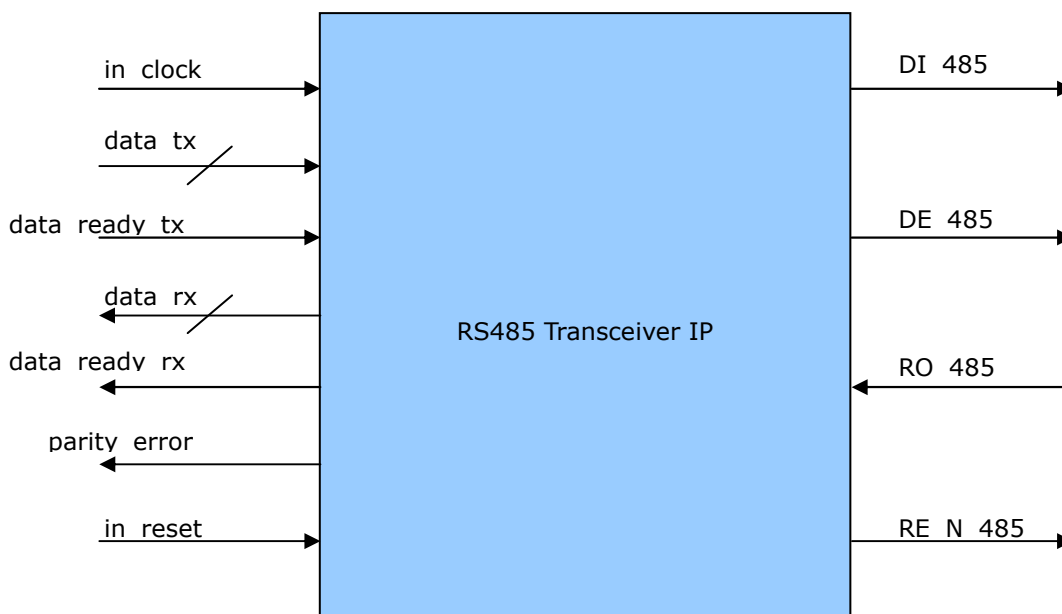 in clock
DI 485
data tx
data ready tx
DE 485
data rx
RS485 Transceiver IP
data ready rx
RO 485
parity error
in reset
RE N 485